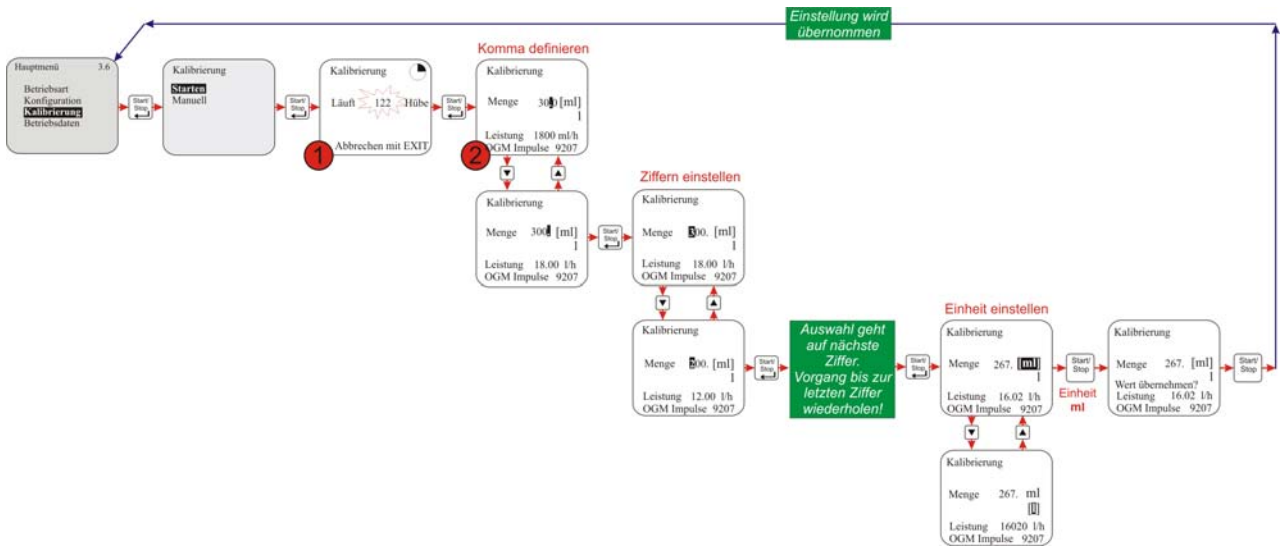 Einstellung wird
übernommen
Hauptmenü 3.6
Betriebsart
Konfiguration
Kalibrierung
Betriebsdaten
Start/
Stop
Kalibrierung
Starten
Manuell
Start/
Stop
Kalibrierung
Läuft 122 Hübe
Abbrechen mit EXIT
1
Start/
Stop
Komma definieren
Kalibrierung
Menge 30.0 [ml]
l
Leistung 1800 ml/h
OGM Impulse 9207
2
▼ ▲
Kalibrierung
Menge 300. [ml]
l
Leistung 18.00 l/h
OGM Impulse 9207
Start/
Stop
Ziffern einstellen
Kalibrierung
Menge 300. [ml]
l
Leistung 18.00 l/h
OGM Impulse 9207
▼ ▲
Kalibrierung
Menge 200. [ml]
l
Leistung 12.00 l/h
OGM Impulse 9207
Start/
Stop
Auswahl geht
auf nächste
Ziffer.
Vorgang bis zur
letzten Ziffer
wiederholen!
Start/
Stop
Einheit einstellen
Kalibrierung
Menge 267. [ml]
l
Leistung 16.02 l/h
OGM Impulse 9207
▼ ▲
Kalibrierung
Menge 267. ml
[l]
Leistung 16020 l/h
OGM Impulse 9207
Start/
Stop
Einheit
ml
Kalibrierung
Menge 267. [ml]
l
Wert übernehmen?
Leistung 16.02 l/h
OGM Impulse 9207
Start/
Stop